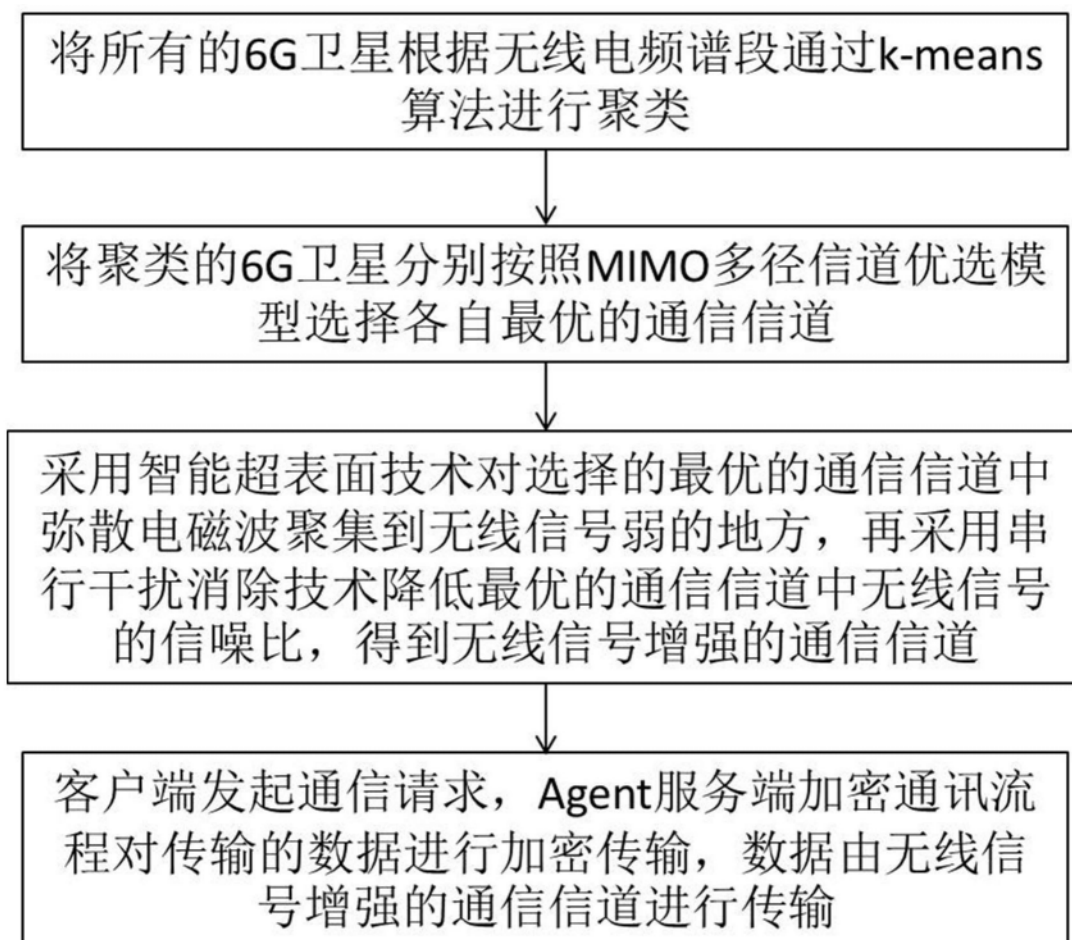 将所有的6G卫星根据无线电频谱段通过k-means
算法进行聚类
将聚类的6G卫星分别按照MIMO多径信道优选模
型选择各自最优的通信信道
采用智能超表面技术对选择的最优的通信信道中
弥散电磁波聚集到无线信号弱的地方，再采用串
行干扰消除技术降低最优的通信信道中无线信号
的信噪比，得到无线信号增强的通信信道
客户端发起通信请求，Agent服务端加密通讯流
程对传输的数据进行加密传输，数据由无线信
号增强的通信信道进行传输